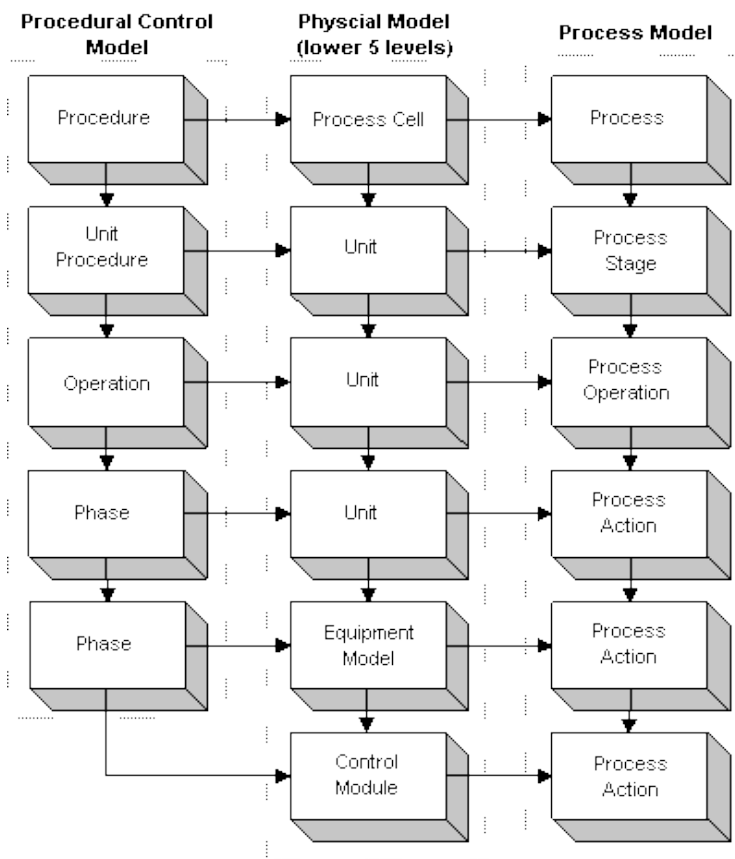 Procedural Control
Model
Physcial Model
(lower 5 levels)
Process Model
Procedure
Process Cell
Process
Unit
Procedure
Unit
Process
Stage
Operation
Unit
Process
Operation
Phase
Unit
Process
Action
Phase
Equipment
Model
Process
Action
Control
Module
Process
Action